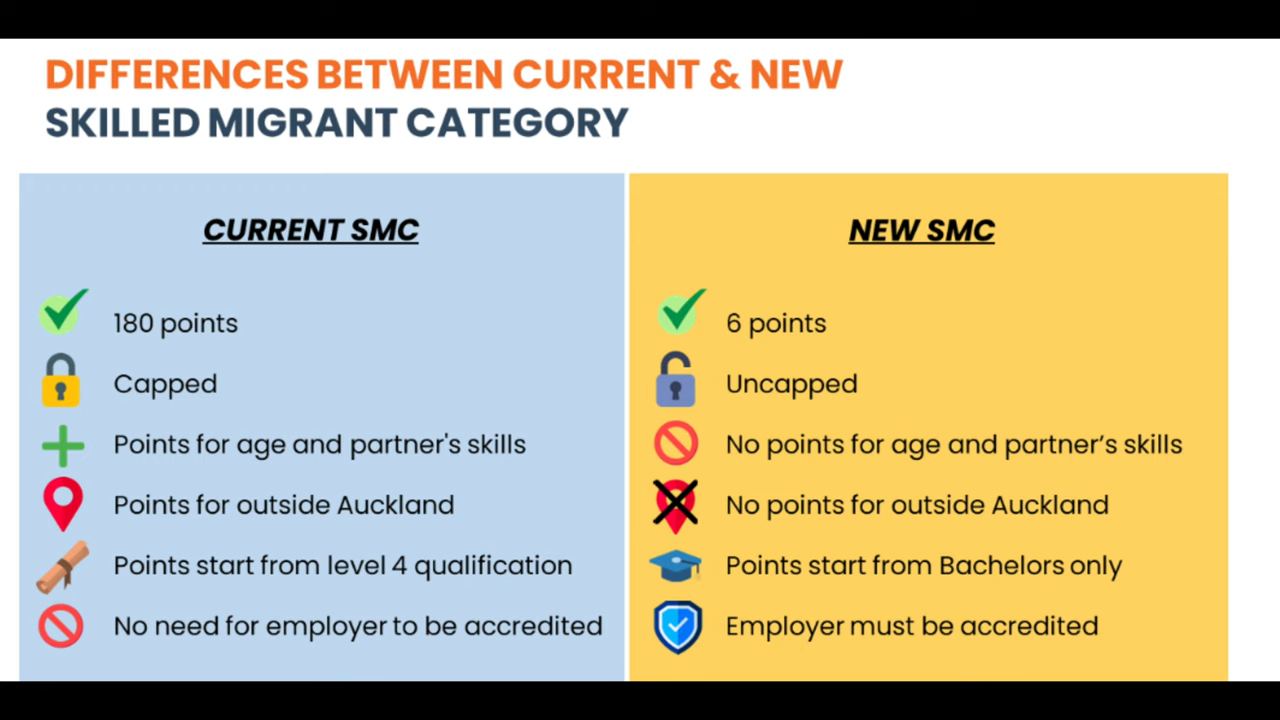 DIFFERENCES BETWEEN CURRENT & NEW
SKILLED MIGRANT CATEGORY
CURRENT SMC
180 points
Capped
Points for age and partner's skills
Points for outside Auckland
Points start from level 4 qualification
No need for employer to be accredited
NEW SMC
6 points
Uncapped
No points for age and partner’s skills
No points for outside Auckland
Points start from Bachelors only
Employer must be accredited